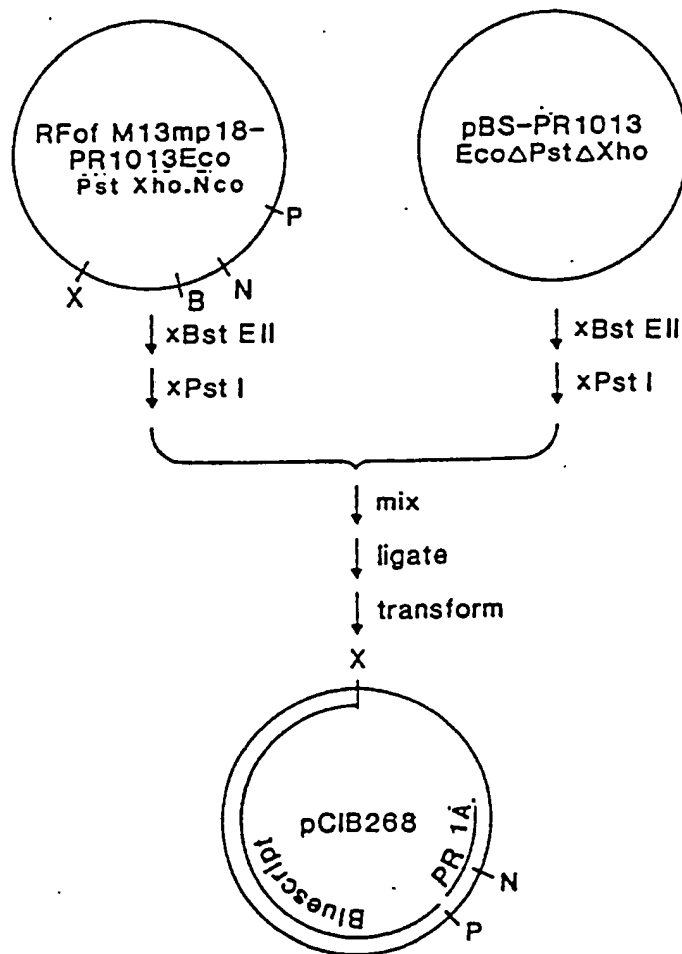 RFof M13mp18-
PR1013Eco
Pst Xho.Nco
P
X
B
N
pBS-PR1013
EcoΔPstΔXho
xBst EII
xPst I
xBst EII
xPst I
mix
ligate
transform
X
pCIB268
PR 1A
Bluescript
N
P